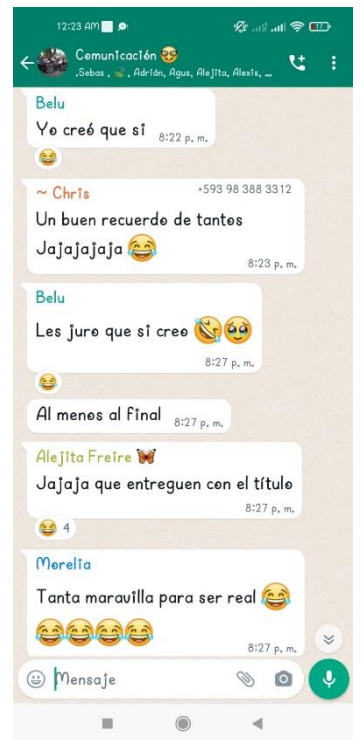 12:23 AM
17
Comunicación 🤓
.Sebas , 🐊 , Adrián, Agus, Alejita, Alexis, ...
Belu
Yo creó que si
8:22 p. m.
😂
~ Chris +593 98 388 3312
Un buen recuerdo de tantos
Jajajajaja 😂
8:23 p. m.
Belu
Les juro que si creo 🤣🥹
8:27 p. m.
😂
Al menos al final
8:27 p. m.
Alejita Freire 🦋
Jajaja que entreguen con el título
8:27 p. m.
😂 4
Morelia
Tanta maravilla para ser real 😂
😂😂😂😂
8:27 p. m.
Mensaje